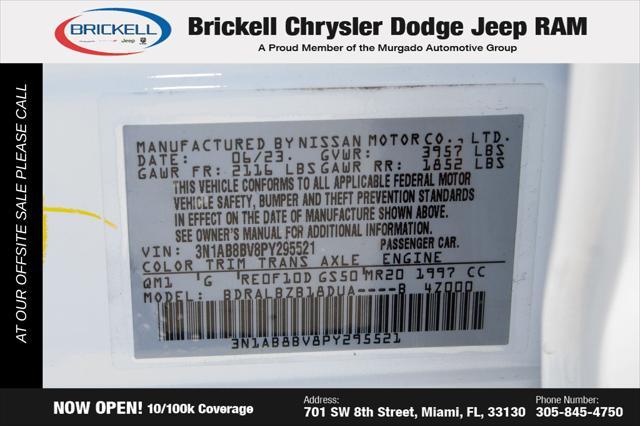 BRICKELL
Jeep
Brickell Chrysler Dodge Jeep RAM
A Proud Member of the Murgado Automotive Group
AT OUR OFFSITE SALE PLEASE CALL
MANUFACTURED BY NISSAN MOTOR CO., LTD.
DATE: 06/23. GVWR: 3957 LBS
GAWR FR: 2116 LBS GAWR RR: 1852 LBS
THIS VEHICLE CONFORMS TO ALL APPLICABLE FEDERAL MOTOR
VEHICLE SAFETY, BUMPER AND THEFT PREVENTION STANDARDS
IN EFFECT ON THE DATE OF MANUFACTURE SHOWN ABOVE.
SEE OWNER'S MANUAL FOR ADDITIONAL INFORMATION.
VIN: 3N1AB8BV8PY295521 PASSENGER CAR.
COLOR TRIM TRANS AXLE ENGINE
QM1 'G RE0F10D GS50 MR20 1997 CC
MODEL: BDRALBZB18DUA----B 4Z000
3N1AB8BV8PY295521
NOW OPEN! 10/100k Coverage
Address:
701 SW 8th Street, Miami, FL, 33130
Phone Number:
305-845-4750